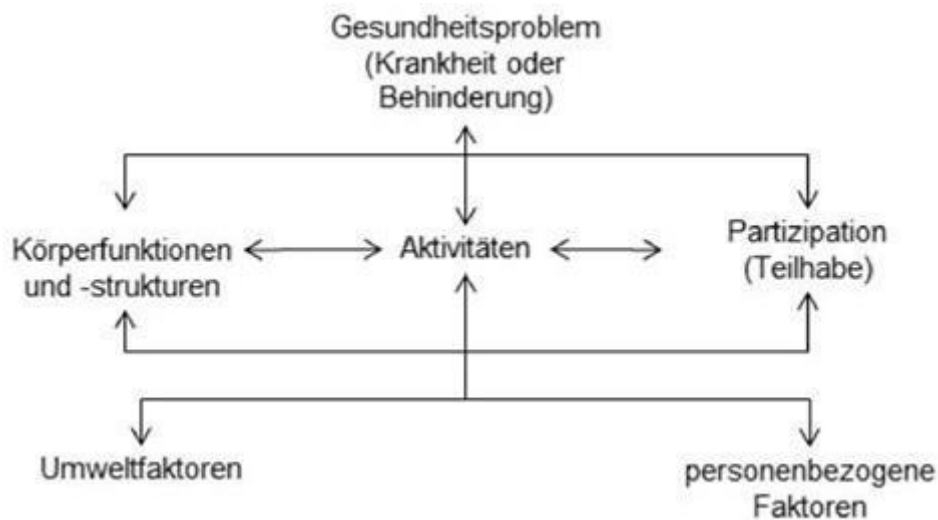 Gesundheitsproblem
(Krankheit oder
Behinderung)
Körperfunktionen
und -strukturen
Aktivitäten
Partizipation
(Teilhabe)
Umweltfaktoren
personenbezogene
Faktoren